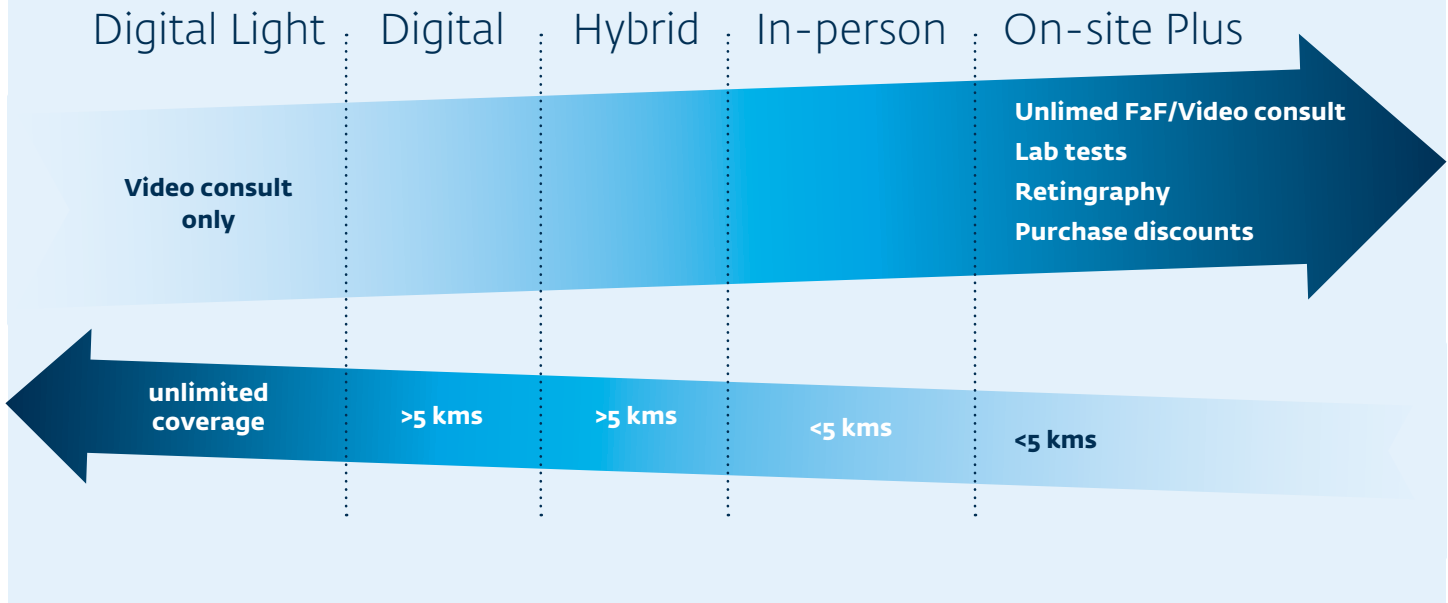 Digital Light
Digital
Hybrid
In-person
On-site Plus
Video consult
only
Unlimed F2F/Video consult
Lab tests
Retingraphy
Purchase discounts
unlimited
coverage
>5 kms
>5 kms
<5 kms
<5 kms